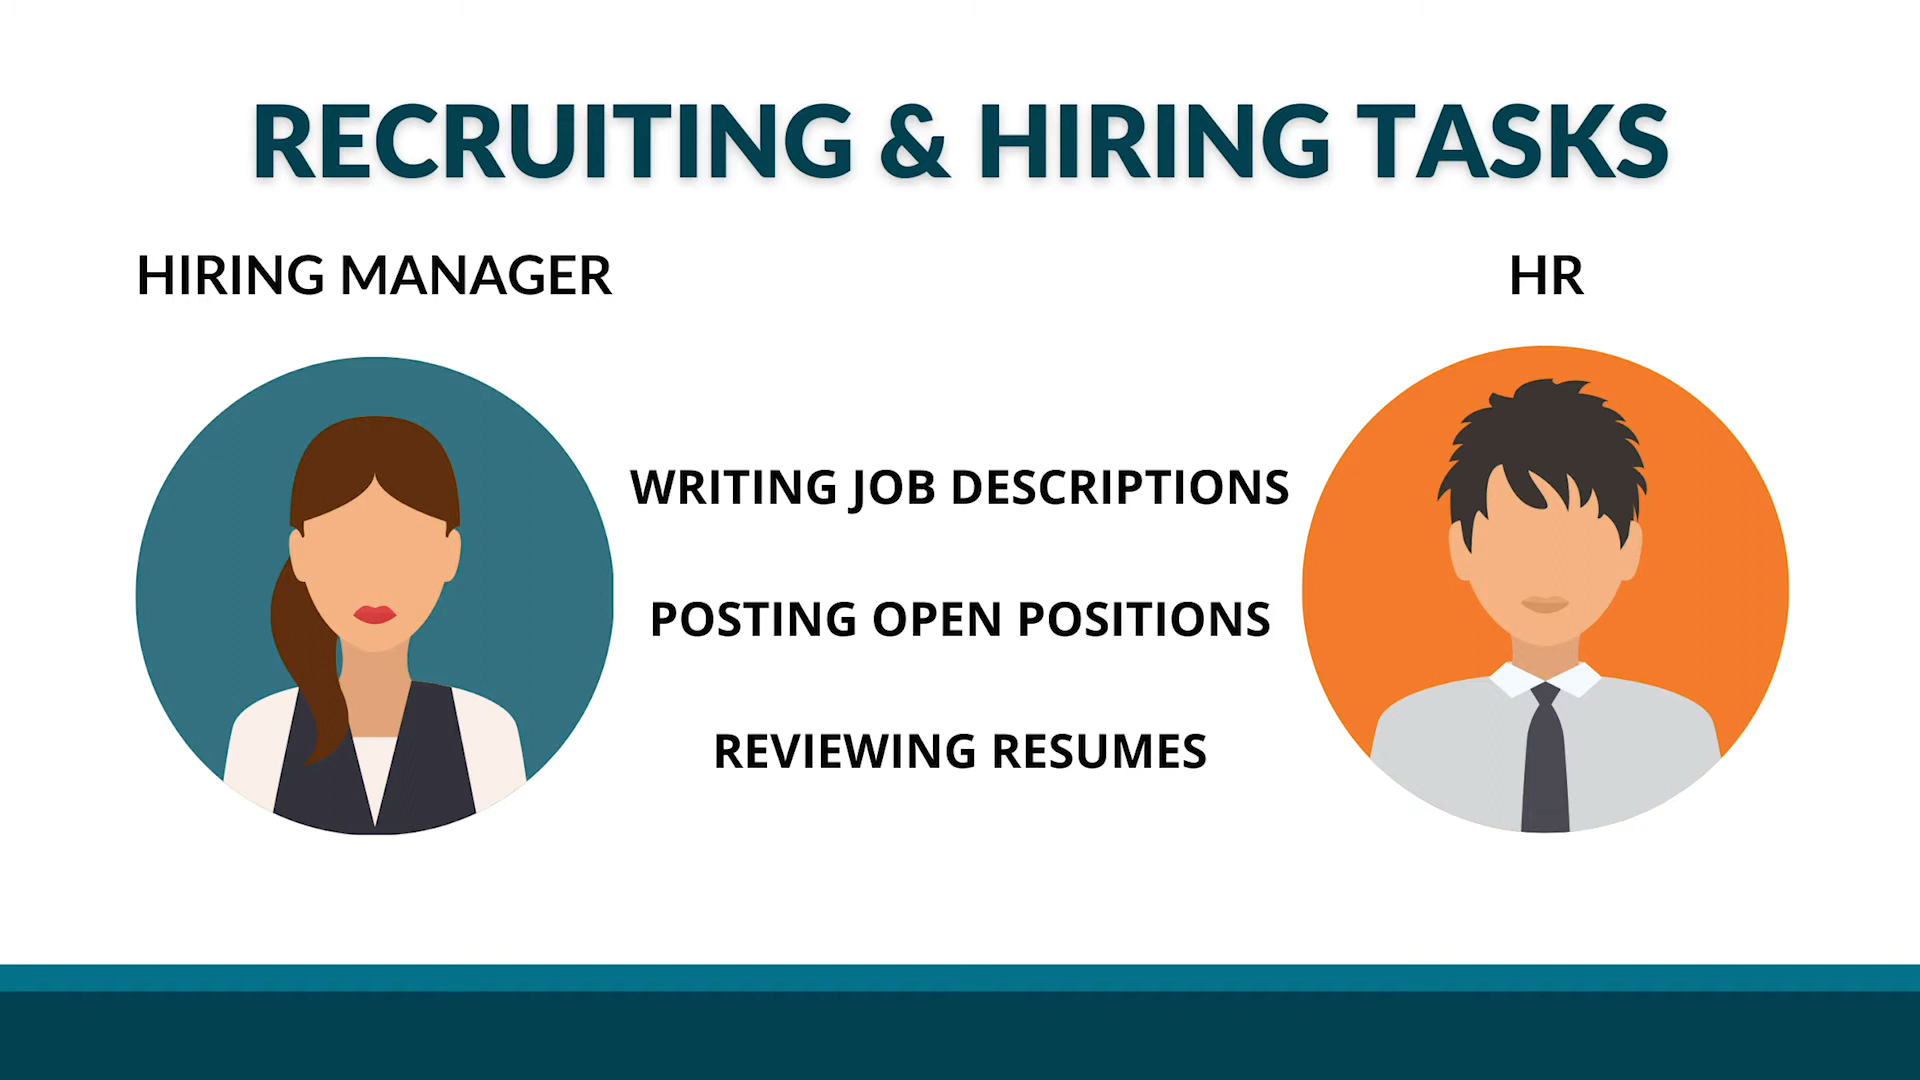 RECRUITING & HIRING TASKS
HIRING MANAGER
HR
WRITING JOB DESCRIPTIONS
POSTING OPEN POSITIONS
REVIEWING RESUMES